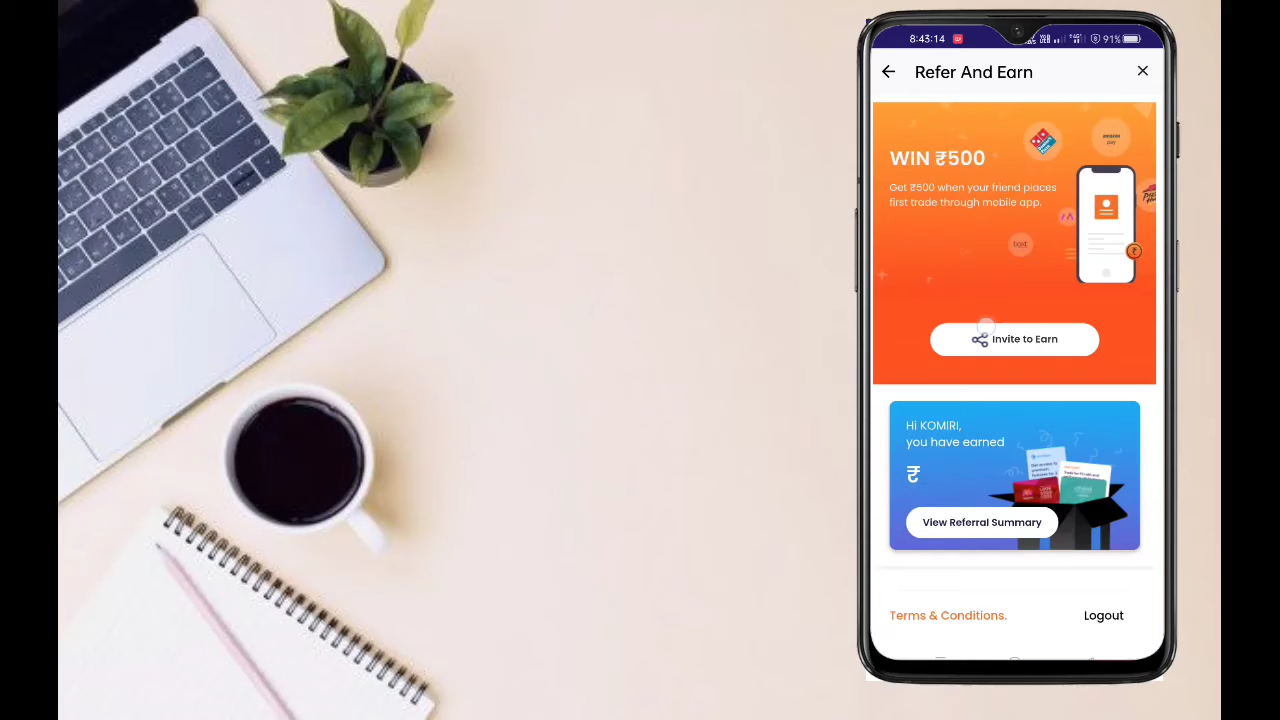 8:43:14
91%
Refer And Earn
WIN ₹500
amazon
pay
Get ₹500 when your friend places
first trade through mobile app.
Invite to Earn
Hi KOMIRI,
you have earned
₹
View Referral Summary
Terms & Conditions.
Logout